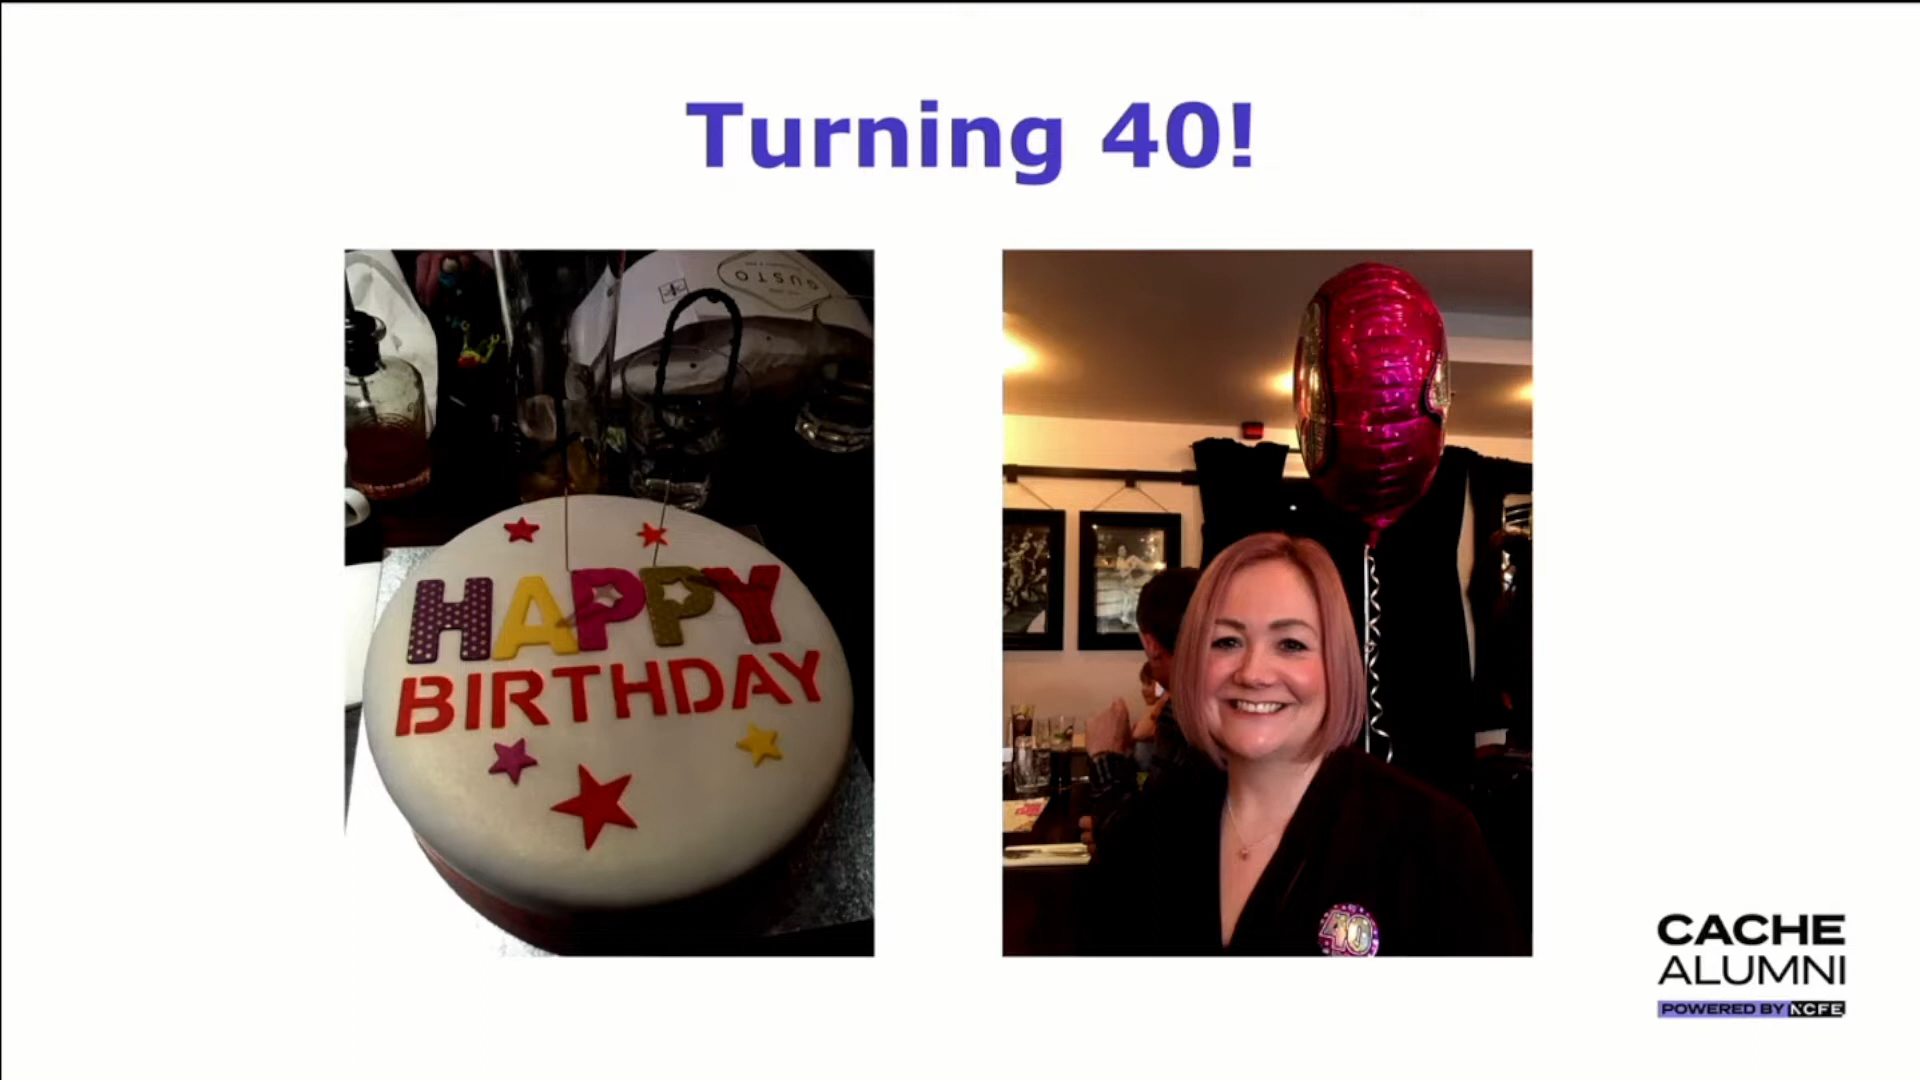 Turning 40!
GUSTO
HAPPY
BIRTHDAY
40
CACHE
ALUMNI
POWERED BY NCFE